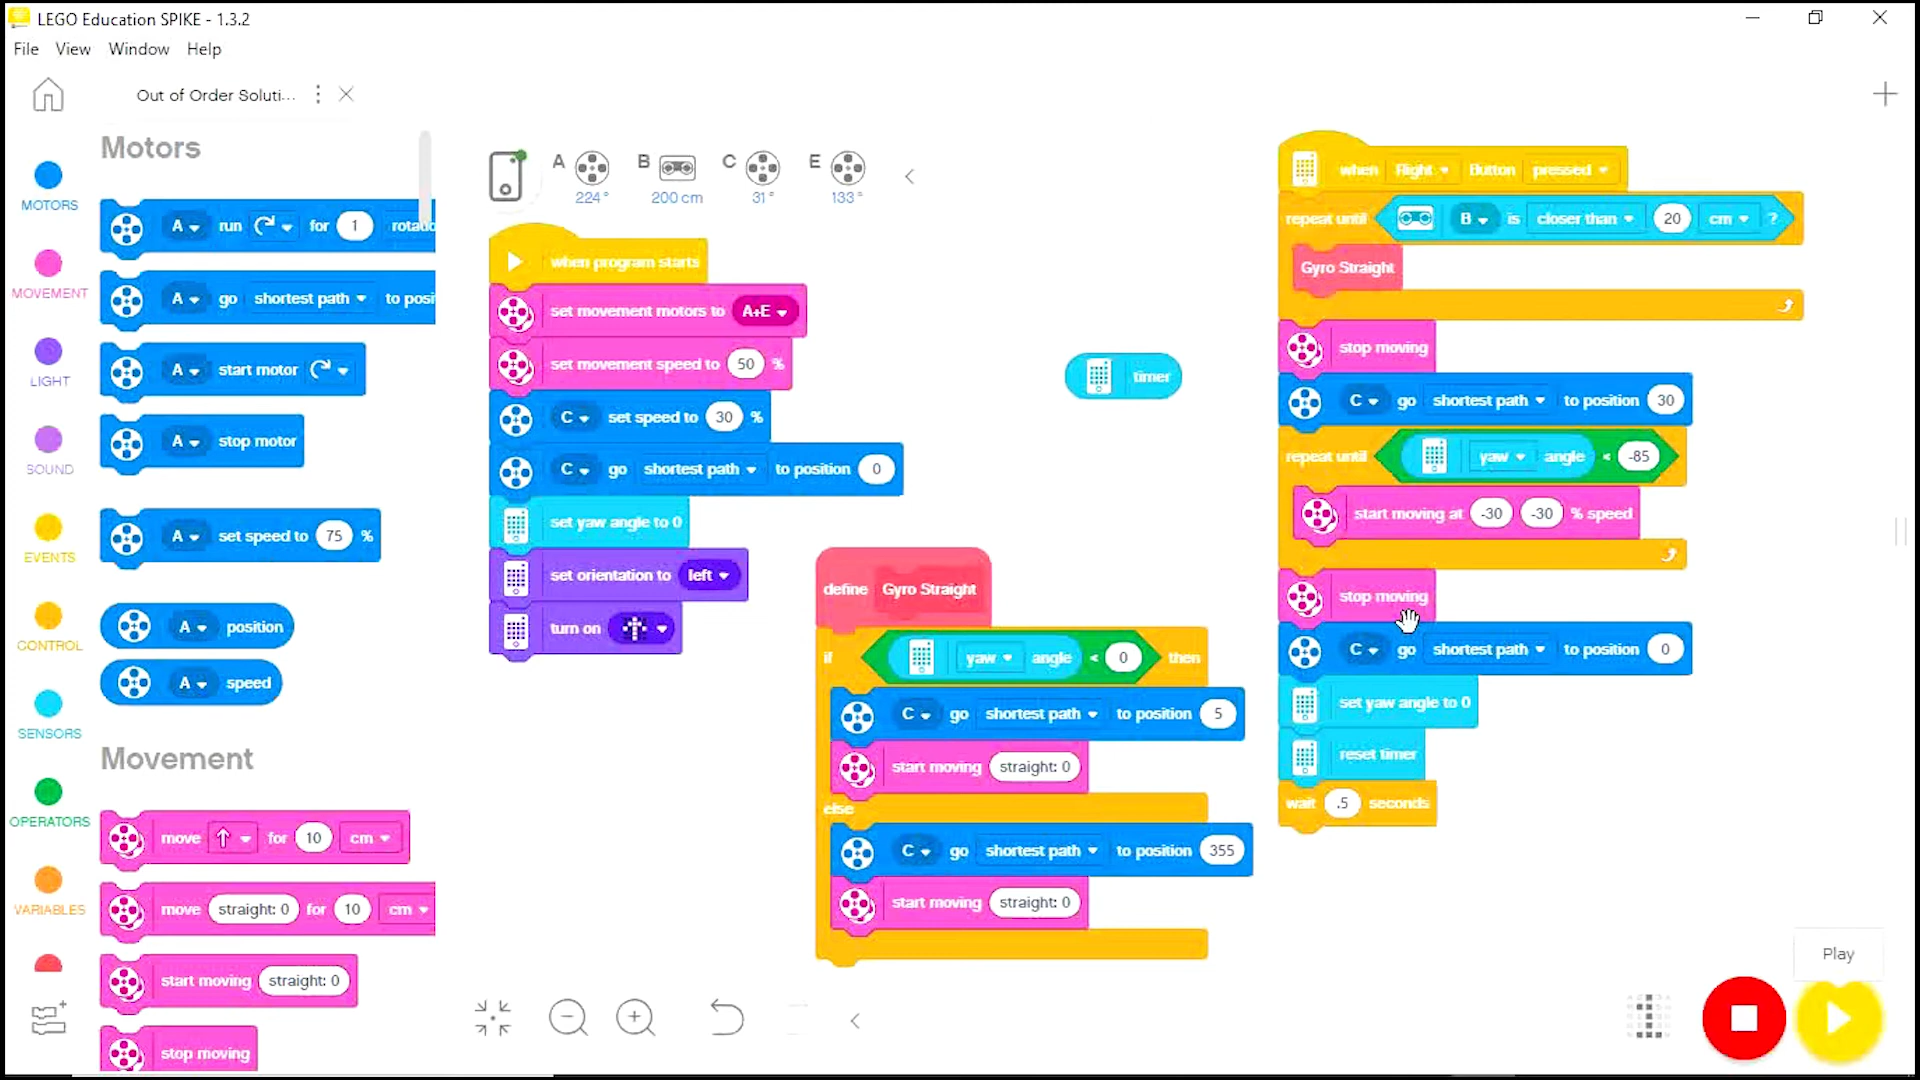 LEGO Education SPIKE - 1.3.2
File View Window Help
Out of Order Soluti...
MOTORS
MOVEMENT
LIGHT
SOUND
EVENTS
CONTROL
SENSORS
OPERATORS
VARIABLES
Motors
A run for 1 rotatio
A go shortest path to posi
A start motor
A stop motor
A set speed to 75 %
A position
A speed
Movement
move for 10 cm
move straight: 0 for 10 cm
start moving straight: 0
stop moving
A B C E
224° 200 cm 31° 133°
when program starts
set movement motors to A+E
set movement speed to 50 %
C set speed to 30 %
C go shortest path to position 0
set yaw angle to 0
set orientation to left
turn on
timer
define Gyro Straight
if yaw angle < 0 then
C go shortest path to position 5
start moving straight: 0
else
C go shortest path to position 355
start moving straight: 0
when Right Button pressed
repeat until B is closer than 20 cm ?
Gyro Straight
stop moving
C go shortest path to position 30
repeat until yaw angle < -85
start moving at -30 -30 % speed
stop moving
C go shortest path to position 0
set yaw angle to 0
reset timer
wait .5 seconds
Play